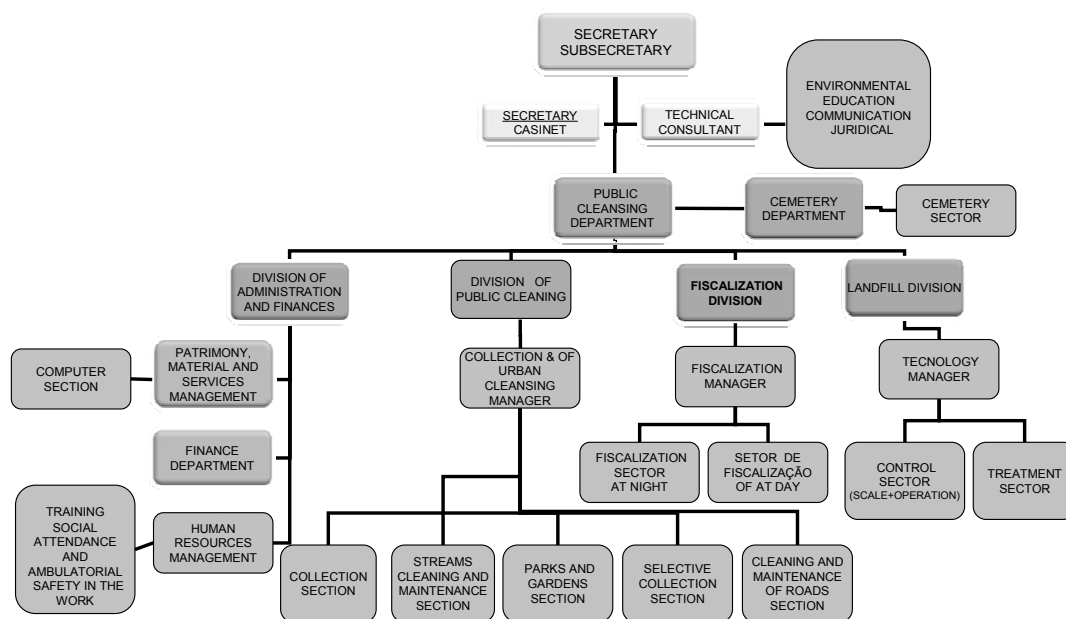 SECRETARY
SUBSECRETARY
ENVIRONMENTAL
EDUCATION
COMMUNICATION
JURIDICAL
SECRETARY
CASINET
TECHNICAL
CONSULTANT
PUBLIC
CLEANSING
DEPARTMENT
CEMETERY
DEPARTMENT
CEMETERY
SECTOR
DIVISION OF
ADMINISTRATION
AND FINANCES
DIVISION OF
PUBLIC CLEANING
FISCALIZATION
DIVISION
LANDFILL DIVISION
COMPUTER
SECTION
PATRIMONY,
MATERIAL AND
SERVICES
MANAGEMENT
COLLECTION & OF
URBAN
CLEANSING
MANAGER
FISCALIZATION
MANAGER
TECNOLOGY
MANAGER
FINANCE
DEPARTMENT
FISCALIZATION
SECTOR
AT NIGHT
SETOR DE
FISCALIZAÇÃO
OF AT DAY
CONTROL
SECTOR
(SCALE+OPERATION)
TREATMENT
SECTOR
TRAINING
SOCIAL
ATTENDANCE
AND
AMBULATORIAL
SAFETY IN THE
WORK
HUMAN
RESOURCES
MANAGEMENT
COLLECTION
SECTION
STREAMS
CLEANING AND
MAINTENANCE
SECTION
PARKS AND
GARDENS
SECTION
SELECTIVE
COLLECTION
SECTION
CLEANING AND
MAINTENANCE
OF ROADS
SECTION